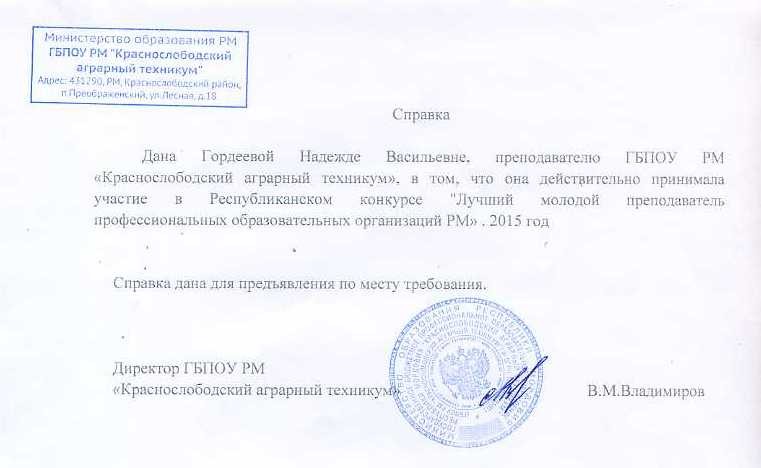 Министерство образования РМ
ГБПОУ РМ "Краснослободский
аграрный техникум"
Адрес: 431290, РМ, Краснослободский район,
п.Преображенский, ул.Лесная, д.18
Справка
Дана Гордеевой Надежде Васильевне, преподавателю ГБПОУ РМ
«Краснослободский аграрный техникум», в том, что она действительно принимала
участие в Республиканском конкурсе "Лучший молодой преподаватель
профессиональных образовательных организаций РМ» . 2015 год
Справка дана для предъявления по месту требования.
Директор ГБПОУ РМ
«Краснослободский аграрный техникум»
В.М.Владимиров